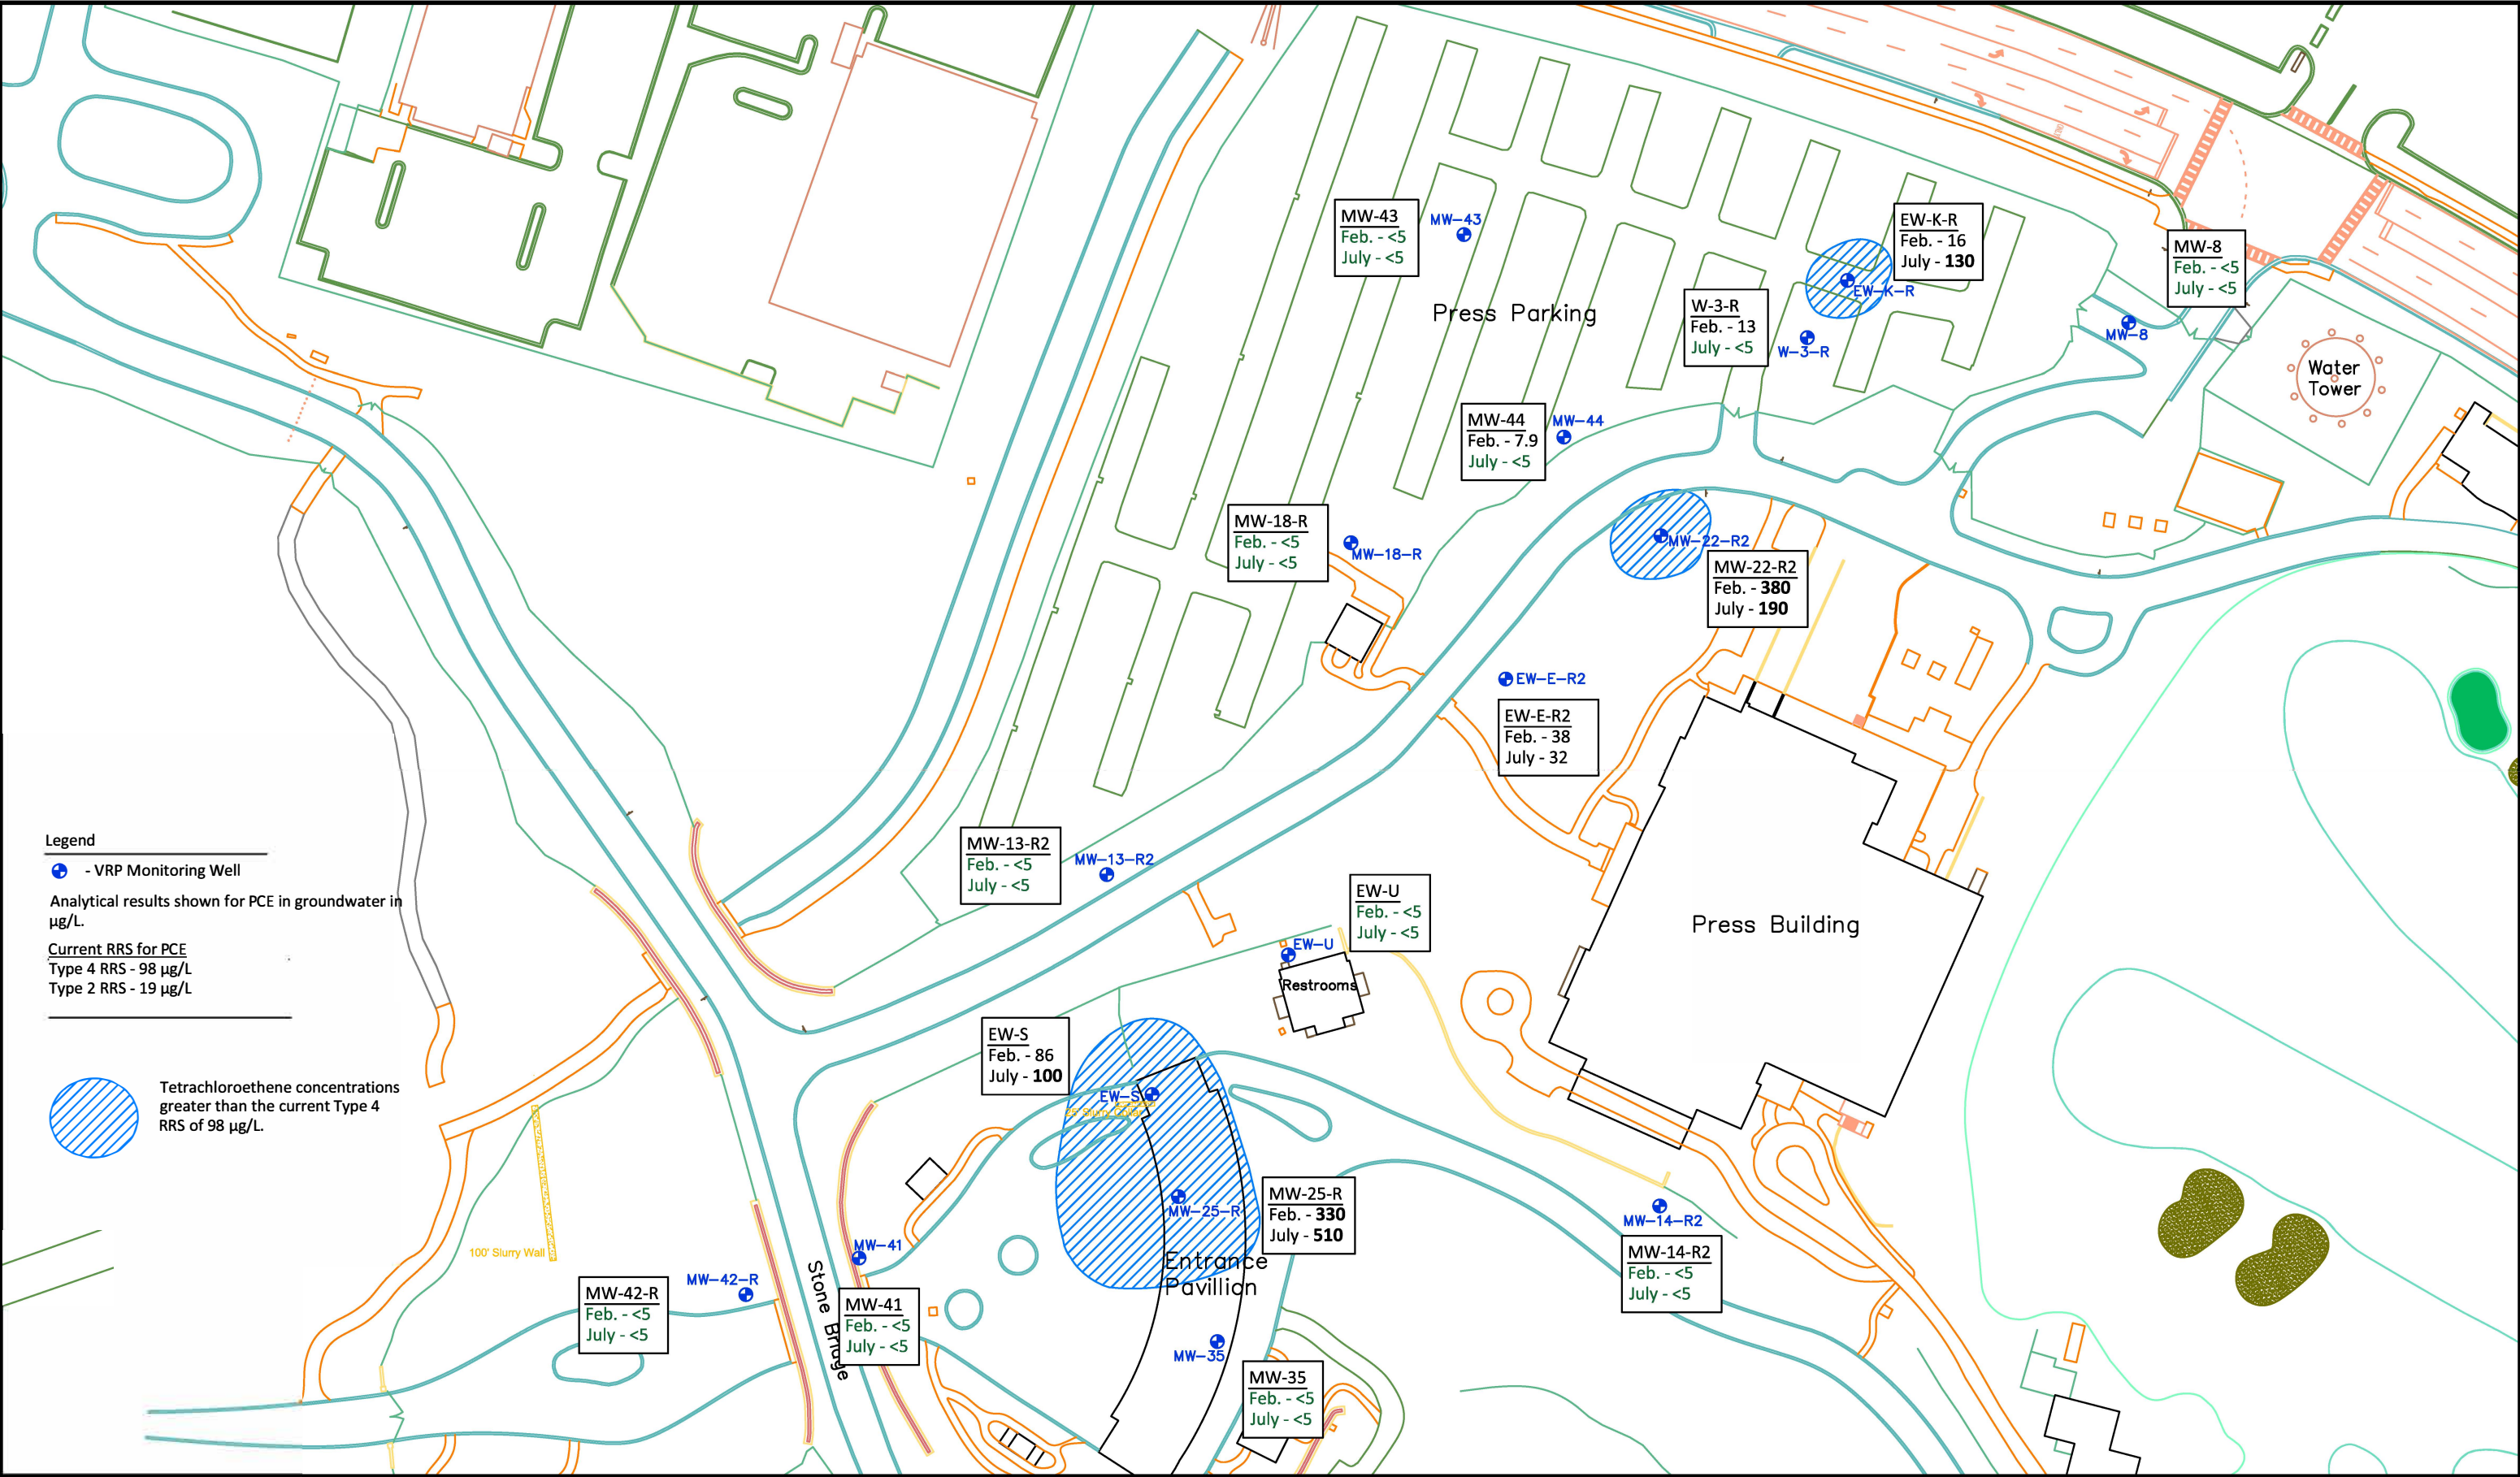 MW-43
Feb. - <5
July - <5
MW-43
EW-K-R
Feb. - 16
July - 130
EW-K-R
MW-8
Feb. - <5
July - <5
MW-8
Press Parking
W-3-R
Feb. - 13
July - <5
W-3-R
Water
Tower
MW-44
Feb. - 7.9
July - <5
MW-44
MW-18-R
Feb. - <5
July - <5
MW-18-R
MW-22-R2
MW-22-R2
Feb. - 380
July - 190
EW-E-R2
EW-E-R2
Feb. - 38
July - 32
MW-13-R2
Feb. - <5
July - <5
MW-13-R2
Legend
- VRP Monitoring Well
Analytical results shown for PCE in groundwater in
µg/L.
Current RRS for PCE
Type 4 RRS - 98 µg/L
Type 2 RRS - 19 µg/L
Tetrachloroethene concentrations
greater than the current Type 4
RRS of 98 µg/L.
EW-U
Feb. - <5
July - <5
EW-U
Restrooms
Press Building
EW-S
Feb. - 86
July - 100
EW-S
MW-25-R
MW-25-R
Feb. - 330
July - 510
Entrance
Pavillion
MW-14-R2
MW-14-R2
Feb. - <5
July - <5
100' Slurry Wall
MW-42-R
MW-42-R
Feb. - <5
July - <5
Stone Bridge
MW-41
MW-41
Feb. - <5
July - <5
MW-35
MW-35
Feb. - <5
July - <5